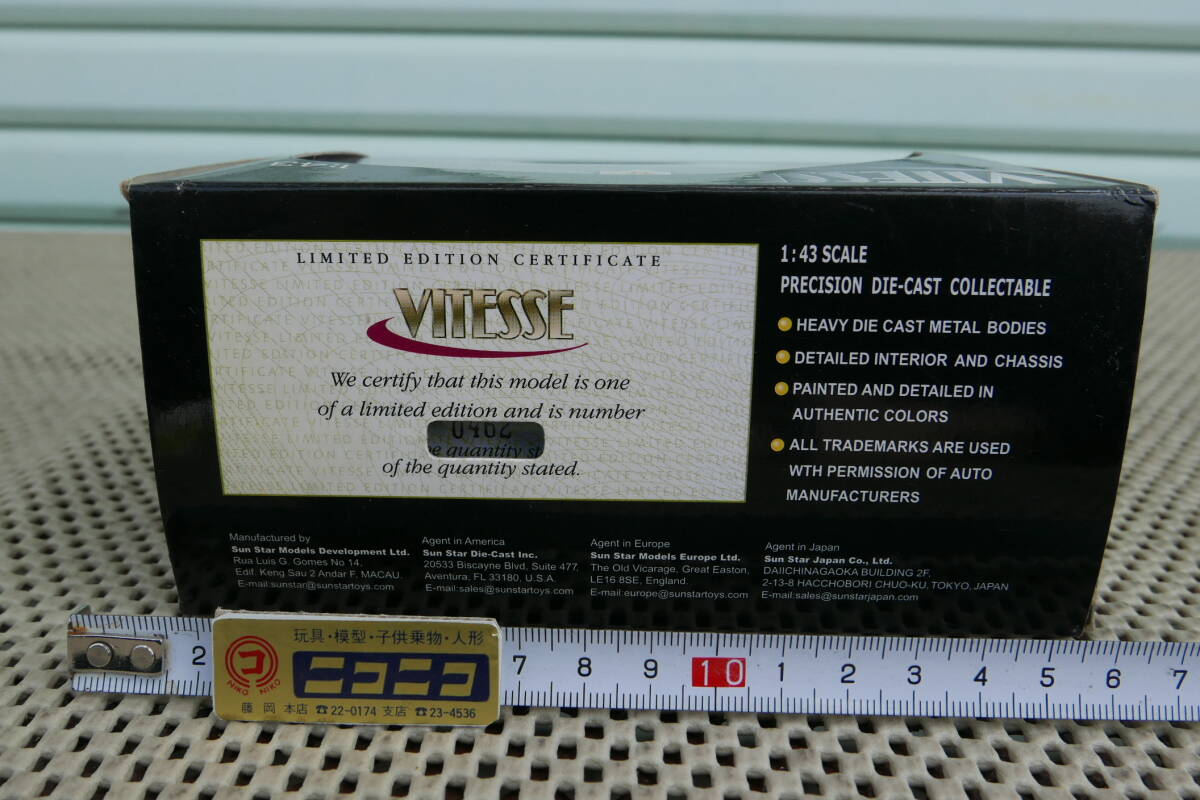 1:43
VITESSE
LIMITED EDITION CERTIFICATE
VITESSE
We certify that this model is one
of a limited edition and is number
0462
of the quantity stated.
1:43 SCALE
PRECISION DIE-CAST COLLECTABLE
HEAVY DIE CAST METAL BODIES
DETAILED INTERIOR AND CHASSIS
PAINTED AND DETAILED IN
AUTHENTIC COLORS
ALL TRADEMARKS ARE USED
WTH PERMISSION OF AUTO
MANUFACTURERS
Manufactured by
Sun Star Models Development Ltd.
Rua Luis G. Gomes No 14,
Edif. Keng Sau 2 Andar F, MACAU.
E-mail:sunstar@sunstartoys.com
Agent in America
Sun Star Die-Cast Inc.
20533 Biscayne Blvd, Suite 477,
Aventura, FL 33180, U.S.A.
E-mail:sales@sunstartoys.com
Agent in Europe
Sun Star Models Europe Ltd.
The Old Vicarage, Great Easton,
LE16 8SE, England.
E-mail:europe@sunstartoys.com
Agent in Japan
Sun Star Japan Co., Ltd.
DAIICHINAGAOKA BUILDING 2F,
2-13-8 HACCHOBORI CHUO-KU, TOKYO, JAPAN
E-mail:sales@sunstarjapan.com
2 7 8 9 10 1 2 3 4 5 6 7
玩具・模型・子供乗物・人形
コ
NIKO NIKO
ニコニコ
藤岡 本店 ☎22-0174 支店 ☎23-4536